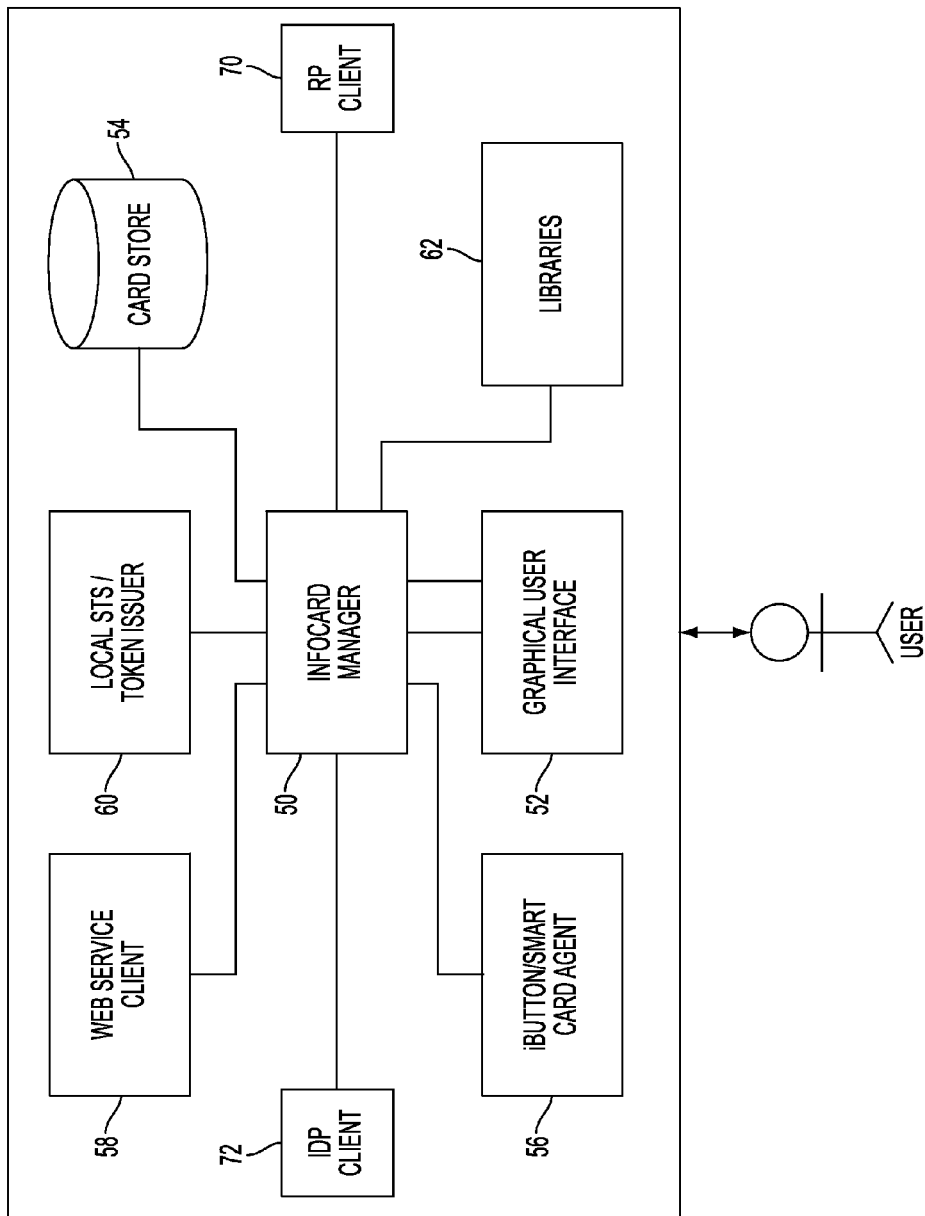 WEB SERVICE
CLIENT
58
LOCAL STS /
TOKEN ISSUER
60
CARD STORE
54
IDP
CLIENT
72
INFOCARD
MANAGER
50
RP
CLIENT
70
iBUTTON/SMART
CARD AGENT
56
GRAPHICAL USER
INTERFACE
52
LIBRARIES
62
USER